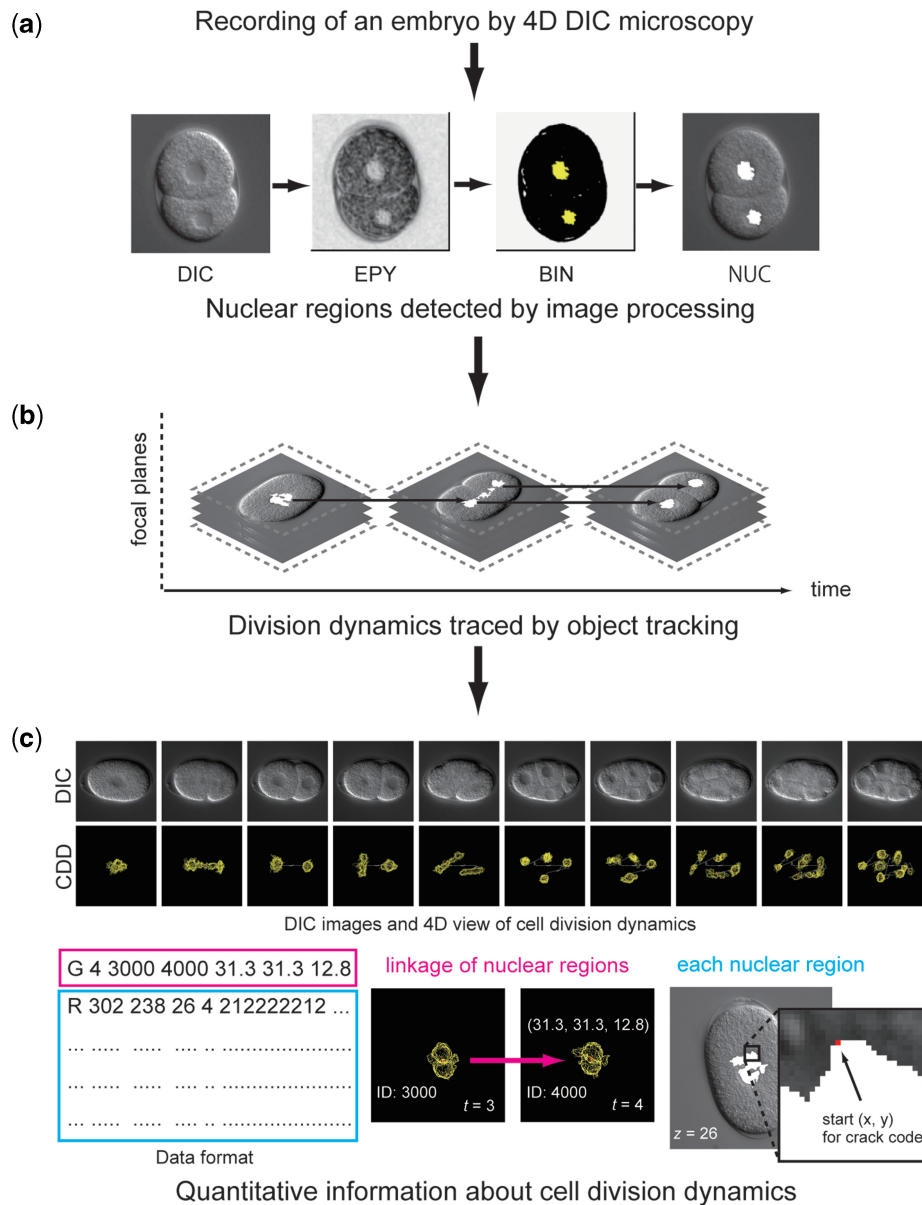 (a)
Recording of an embryo by 4D DIC microscopy
DIC
EPY
BIN
NUC
Nuclear regions detected by image processing
(b)
focal planes
time
Division dynamics traced by object tracking
(c)
DIC
CDD
DIC images and 4D view of cell division dynamics
G 4 3000 4000 31.3 31.3 12.8
R 302 238 26 4 212222212 ...
... ..... ..... .... .. .......................
... ..... ..... .... .. .......................
... ..... ..... .... .. .......................
Data format
linkage of nuclear regions
ID: 3000
t = 3
(31.3, 31.3, 12.8)
ID: 4000
t = 4
each nuclear region
z = 26
start (x, y)
for crack code
Quantitative information about cell division dynamics